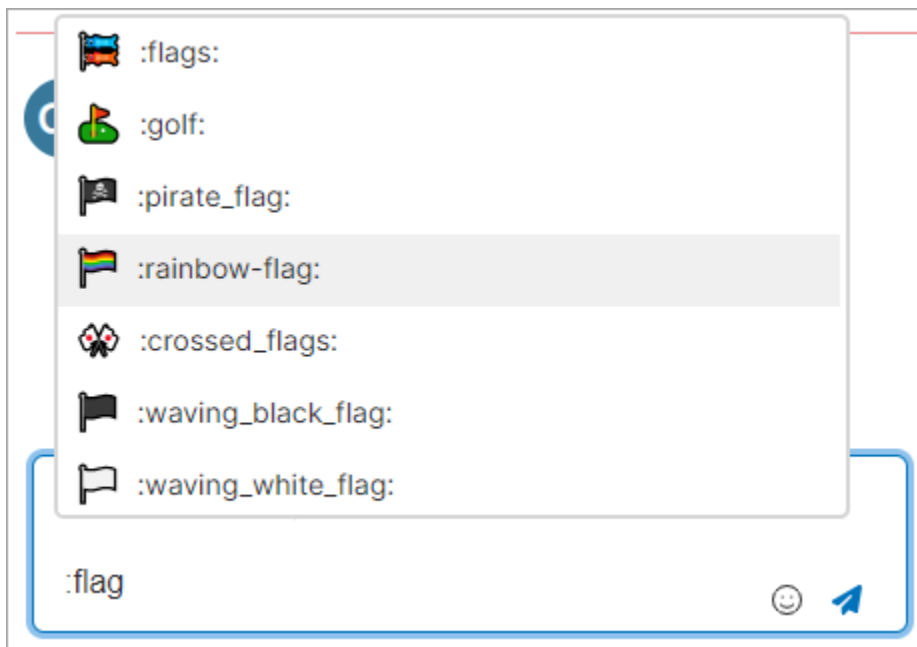 :flags:
:golf:
:pirate_flag:
:rainbow-flag:
:crossed_flags:
:waving_black_flag:
:waving_white_flag:
:flag